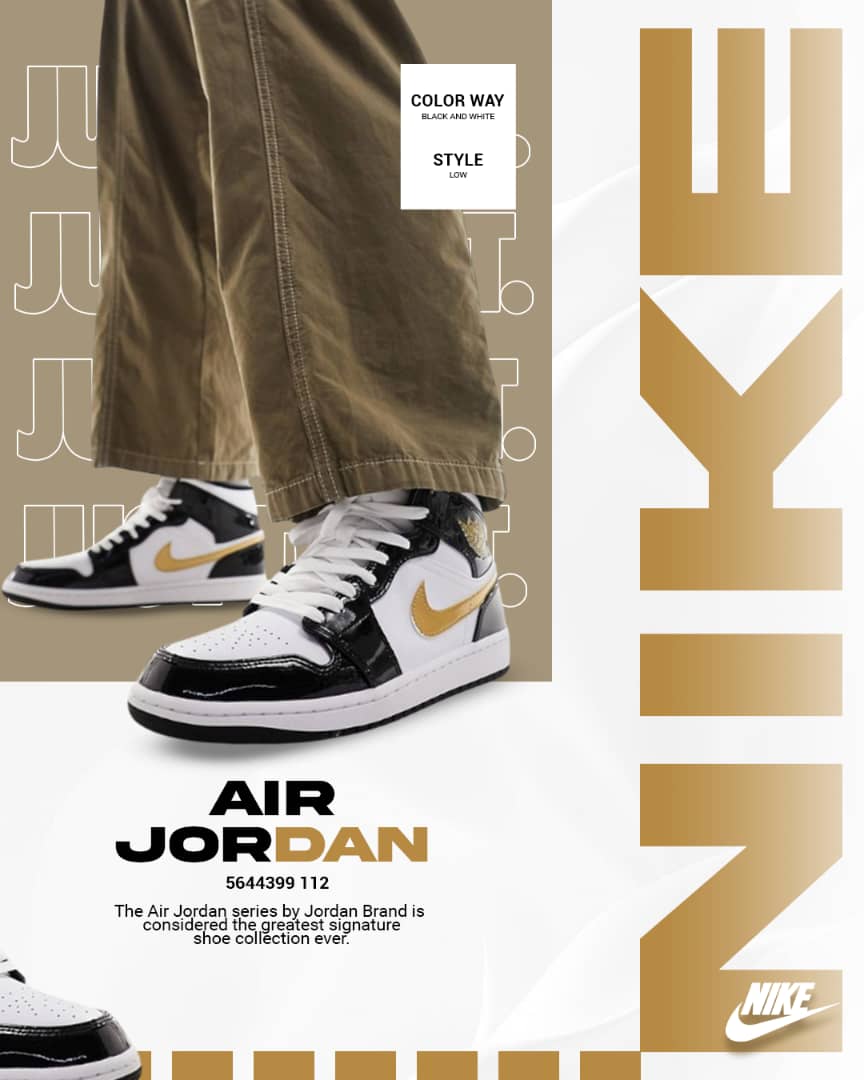 COLOR WAY
BLACK AND WHITE
STYLE
LOW
NIKE
AIR
JORDAN
5644399 112
The Air Jordan series by Jordan Brand is
considered the greatest signature
shoe collection ever.
NIKE